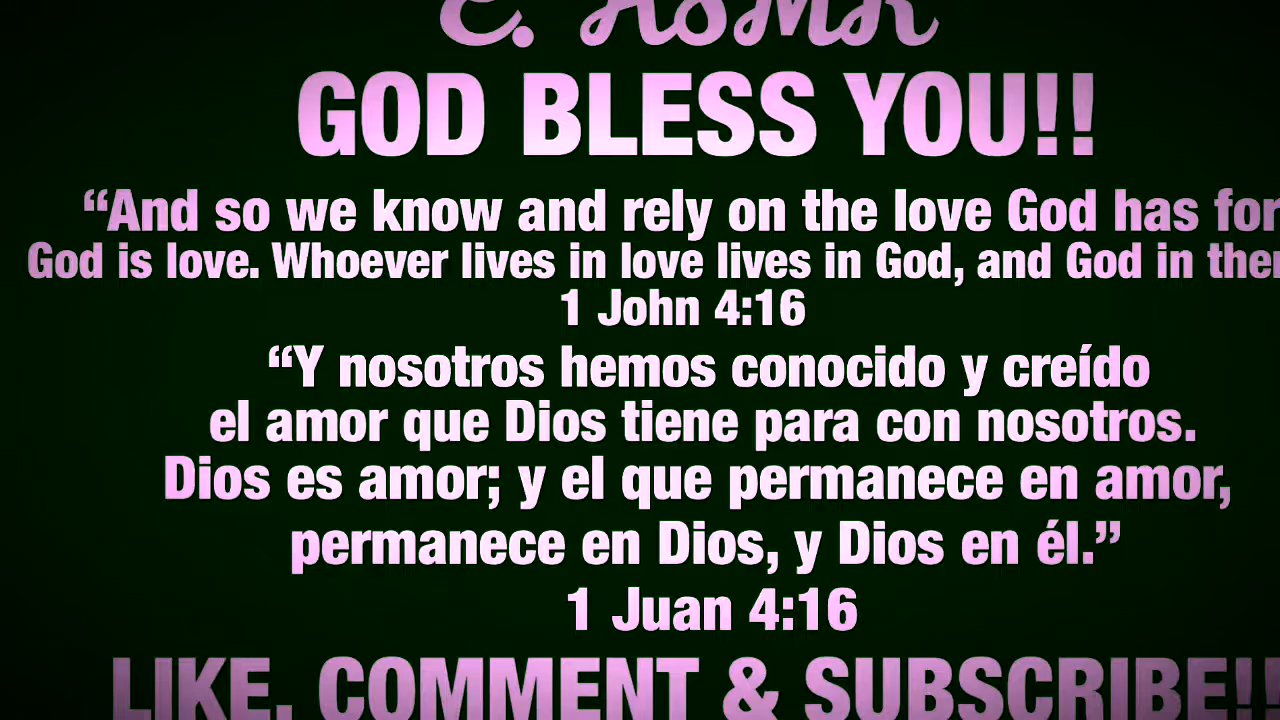 GOD BLESS YOU!!
“And so we know and rely on the love God has for
God is love. Whoever lives in love lives in God, and God in
1 John 4:16
“Y nosotros hemos conocido y creído
el amor que Dios tiene para con nosotros.
Dios es amor; y el que permanece en amor,
permanece en Dios, y Dios en él.”
1 Juan 4:16
LIKE, COMMENT & SUBSCRIBE!!